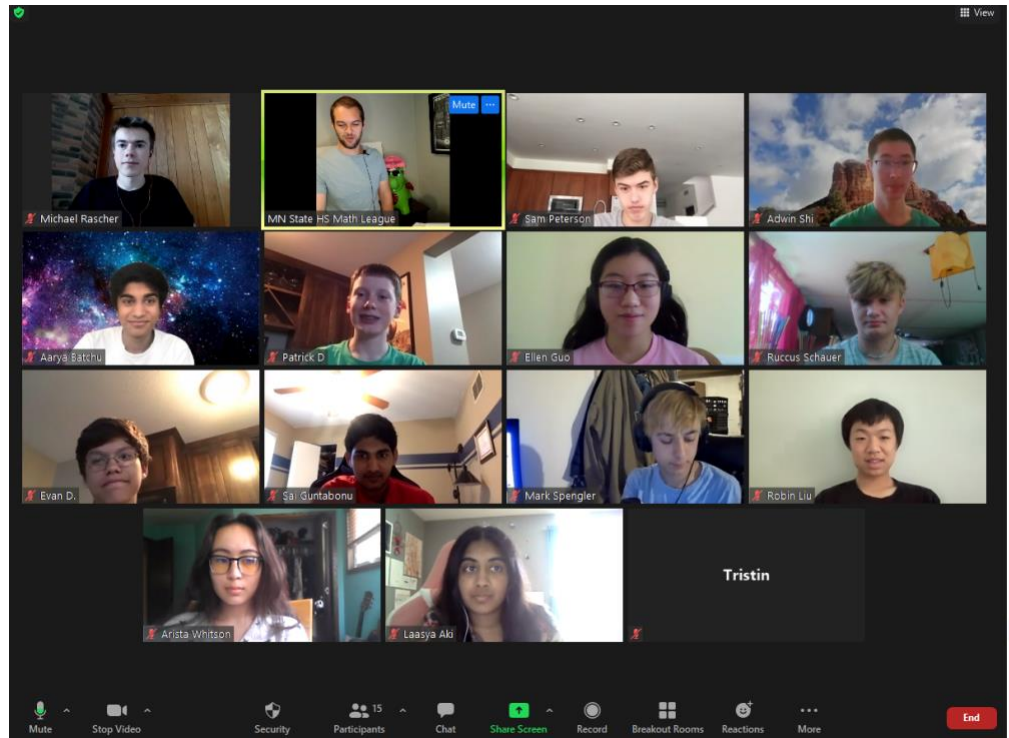 View
Mute ...
Michael Rascher
MN State HS Math League
Sam Peterson
Adwin Shi
Aarya Batchu
Patrick D
Ellen Guo
Ruccus Schauer
Evan D.
Sai Guntabonu
Mark Spengler
Robin Liu
Tristin
Arista Whitson
Laasya Aki
15
Mute
Stop Video
Security
Participants
Chat
Share Screen
Record
Breakout Rooms
Reactions
More
End